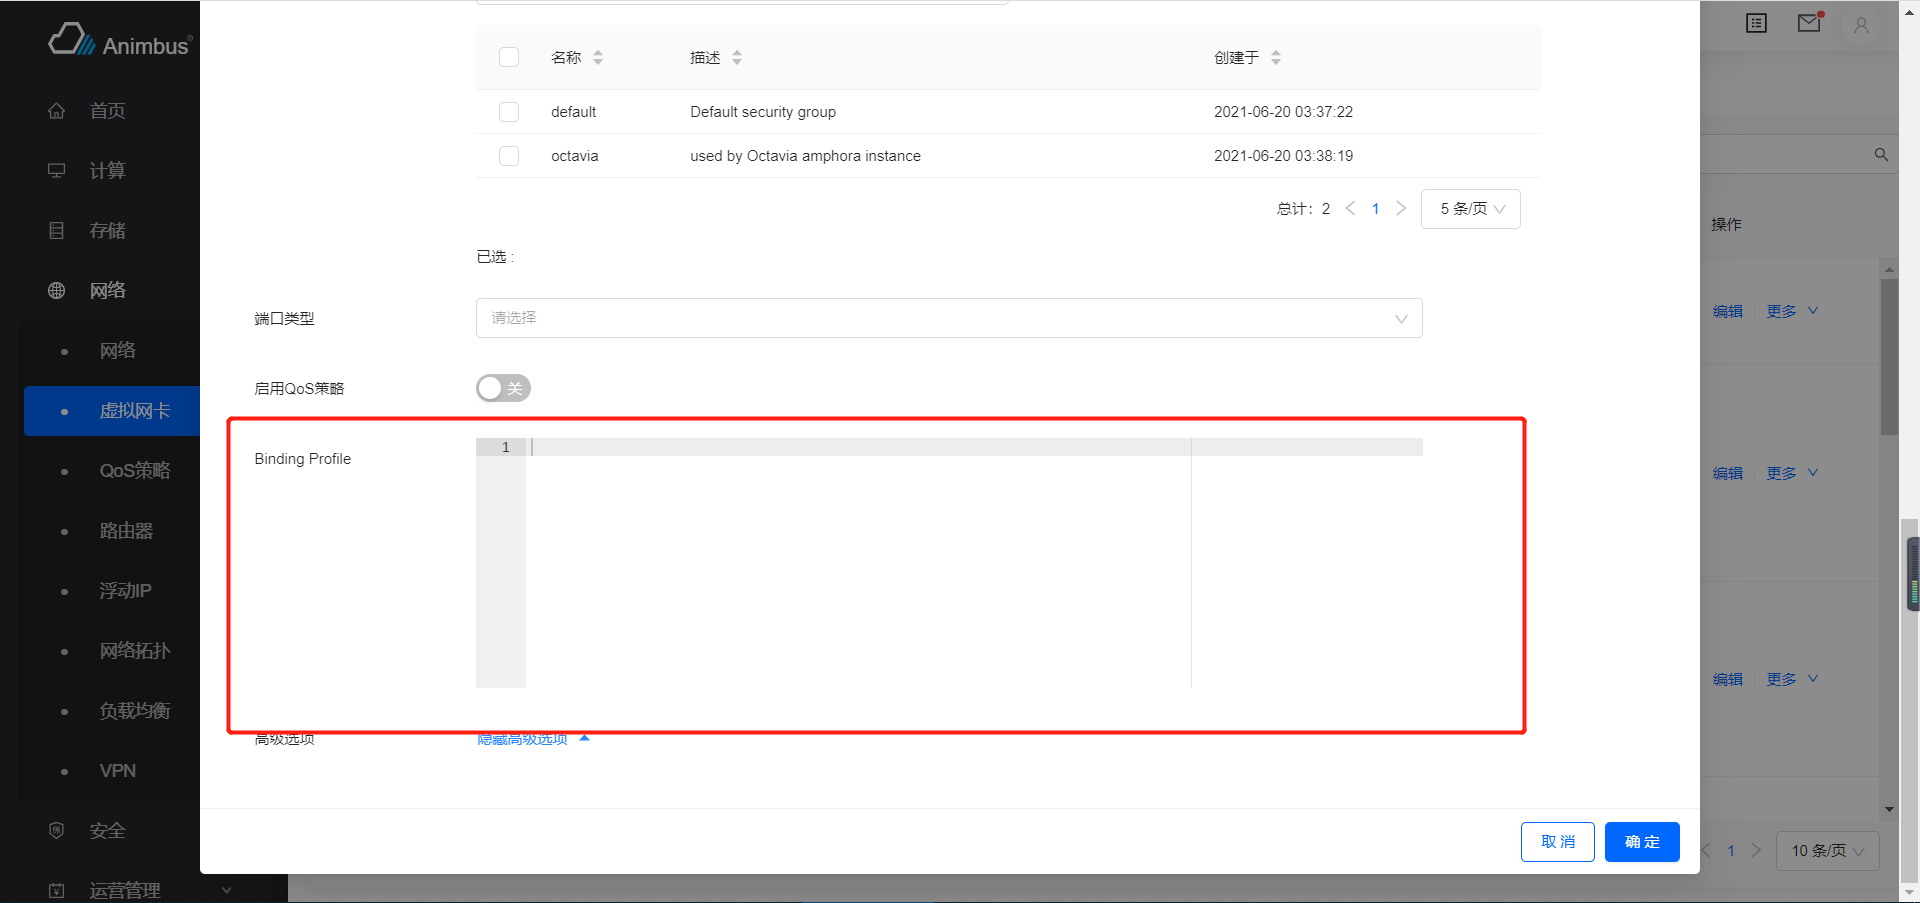 Animbus®
首页
计算
存储
网络
网络
虚拟网卡
QoS策略
路由器
浮动IP
网络拓扑
负载均衡
VPN
安全
运营管理
名称
描述
创建于
default
Default security group
2021-06-20 03:37:22
octavia
used by Octavia amphora instance
2021-06-20 03:38:19
总计：2
1
5 条/页
已选 :
端口类型
请选择
启用QoS策略
关
Binding Profile
1
高级选项
隐藏高级选项
取 消
确 定
操作
编辑
更多
编辑
更多
编辑
更多
1
10 条/页